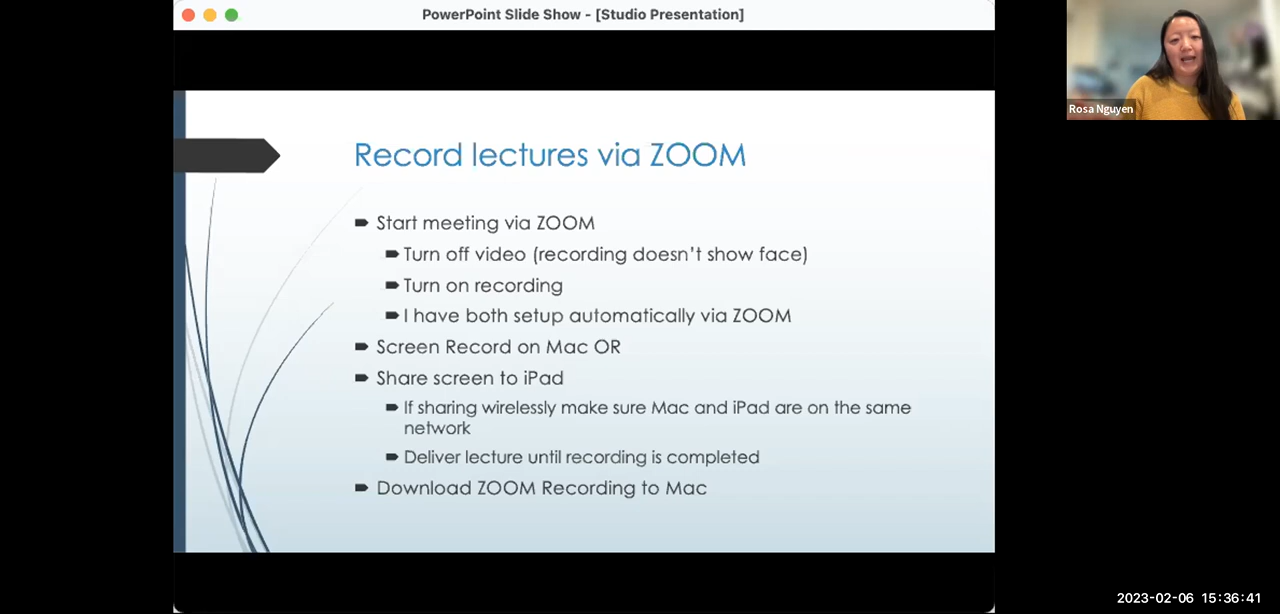 PowerPoint Slide Show - [Studio Presentation]
Rosa Nguyen
Record lectures via ZOOM
Start meeting via ZOOM
Turn off video (recording doesn't show face)
Turn on recording
I have both setup automatically via ZOOM
Screen Record on Mac OR
Share screen to iPad
If sharing wirelessly make sure Mac and iPad are on the same
network
Deliver lecture until recording is completed
Download ZOOM Recording to Mac
2023-02-06 15:36:41